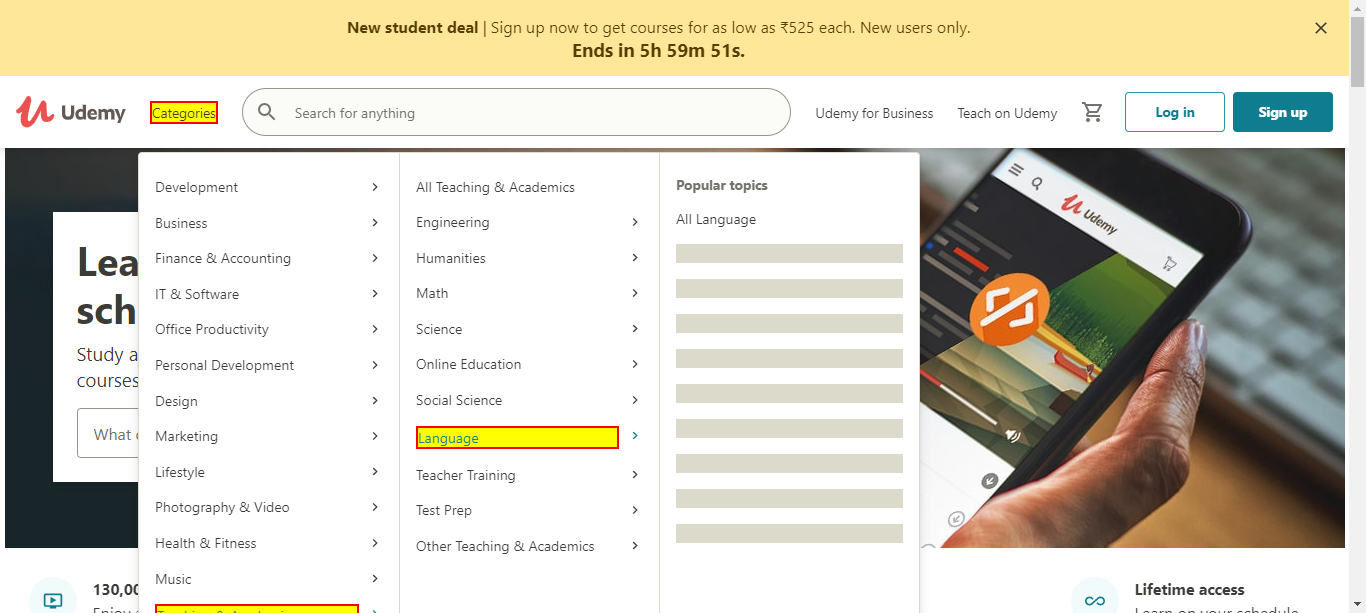 New student deal | Sign up now to get courses for as low as ₹525 each. New users only.
Ends in 5h 59m 51s.
Udemy
Categories
Search for anything
Udemy for Business
Teach on Udemy
Log in
Sign up
Development
Business
Finance & Accounting
IT & Software
Office Productivity
Personal Development
Design
Marketing
Lifestyle
Photography & Video
Health & Fitness
Music
All Teaching & Academics
Engineering
Humanities
Math
Science
Online Education
Social Science
Language
Teacher Training
Test Prep
Other Teaching & Academics
Popular topics
All Language
Lea
sch
Study a
courses
What
Udemy
130,00
Enjoy
Lifetime access
Learn on your schedule